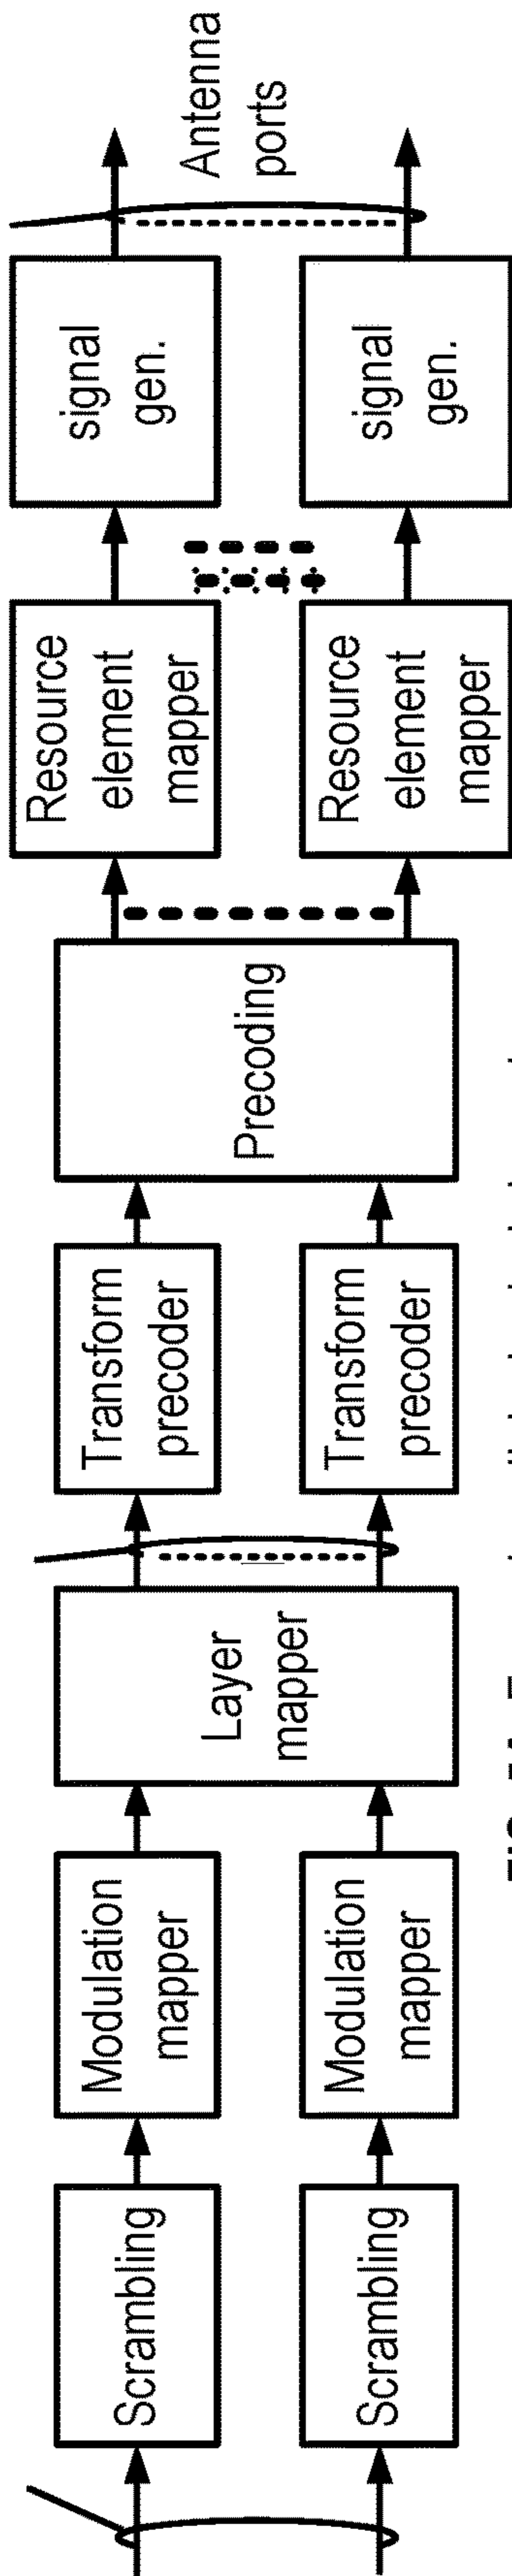 Scrambling
Modulation
mapper
Layer
mapper
Transform
precoder
Precoding
Resource
element
mapper
signal
gen.
Antenna
ports
Scrambling
Modulation
mapper
Transform
precoder
Resource
element
mapper
signal
gen.